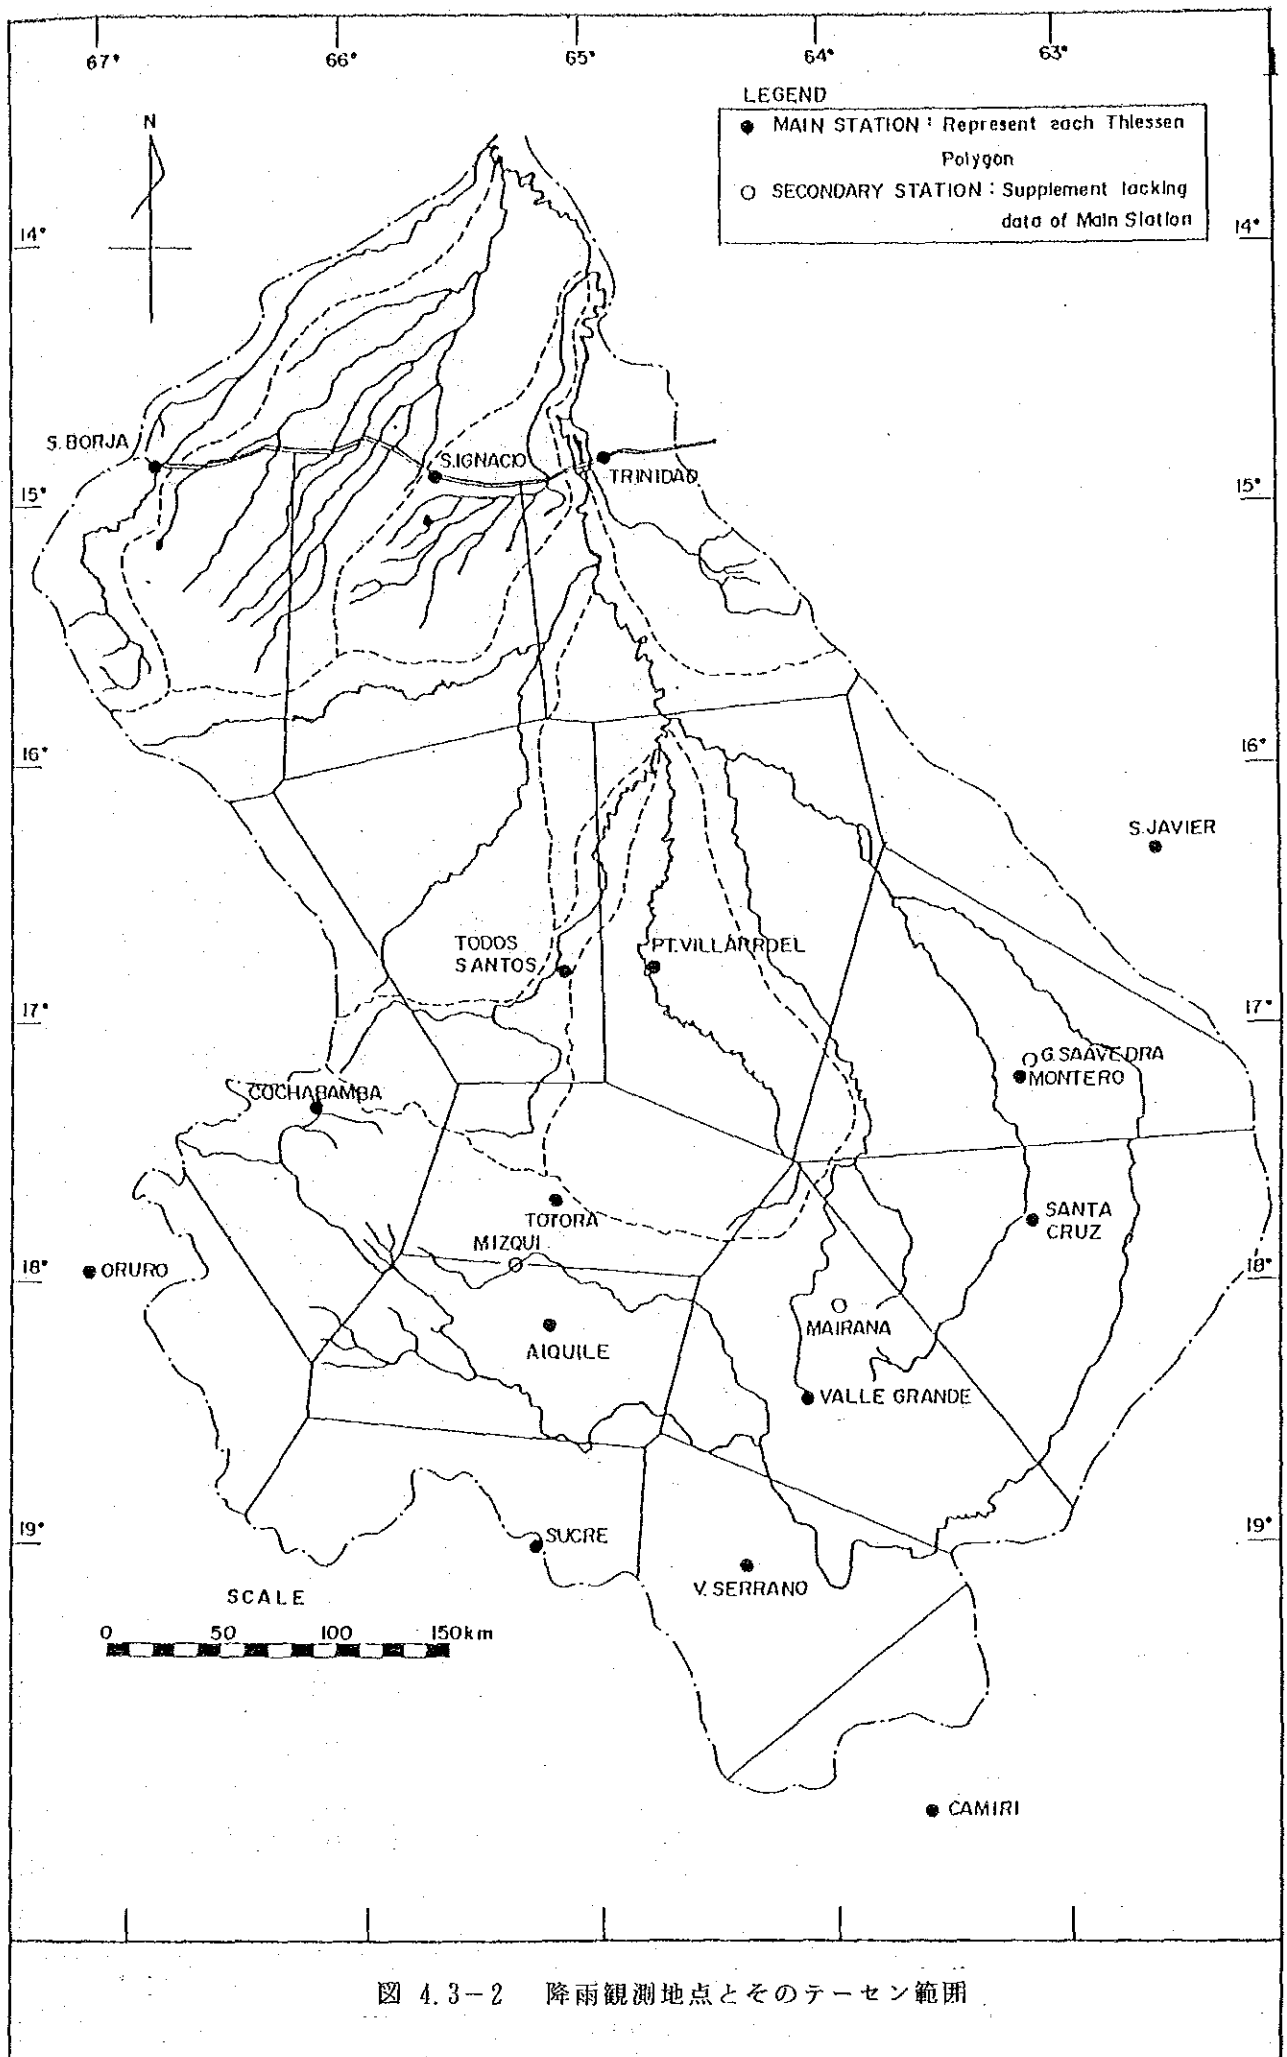 67° 66° 65° 64° 63°
LEGEND
● MAIN STATION : Represent each Thiessen
Polygon
○ SECONDARY STATION : Supplement lacking
data of Main Station
N
14° 14°
S. BORJA
S.IGNACIO
TRINIDAD
15° 15°
16° 16°
S.JAVIER
TODOS
SANTOS
PT.VILLARROEL
17° 17°
G.SAAVEDRA
MONTERO
COCHABAMBA
TOTORA
SANTA
CRUZ
MIZQUI
ORURO
18° 18°
MAIRANA
AIQUILE
VALLE GRANDE
19° 19°
SUCRE
V. SERRANO
SCALE
0 50 100 150km
CAMIRI
図 4.3-2 降雨観測地点とそのテーセン範囲